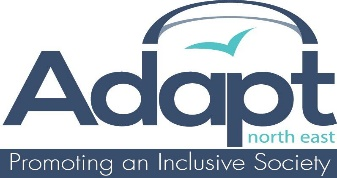 Adapt
north east
Promoting an Inclusive Society